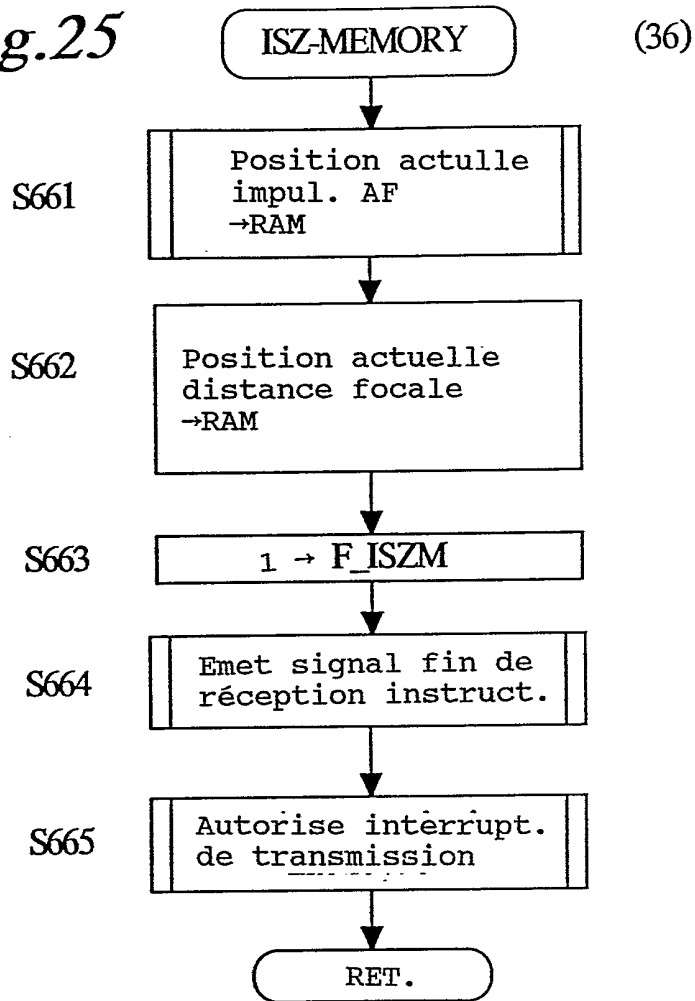 g.25
ISZ-MEMORY
(36)
S661
Position actulle
impul. AF
→RAM
S662
Position actuelle
distance focale
→RAM
S663
1 → F_ISZM
S664
Emet signal fin de
réception instruct.
S665
Autorise interrupt.
de transmission
RET.